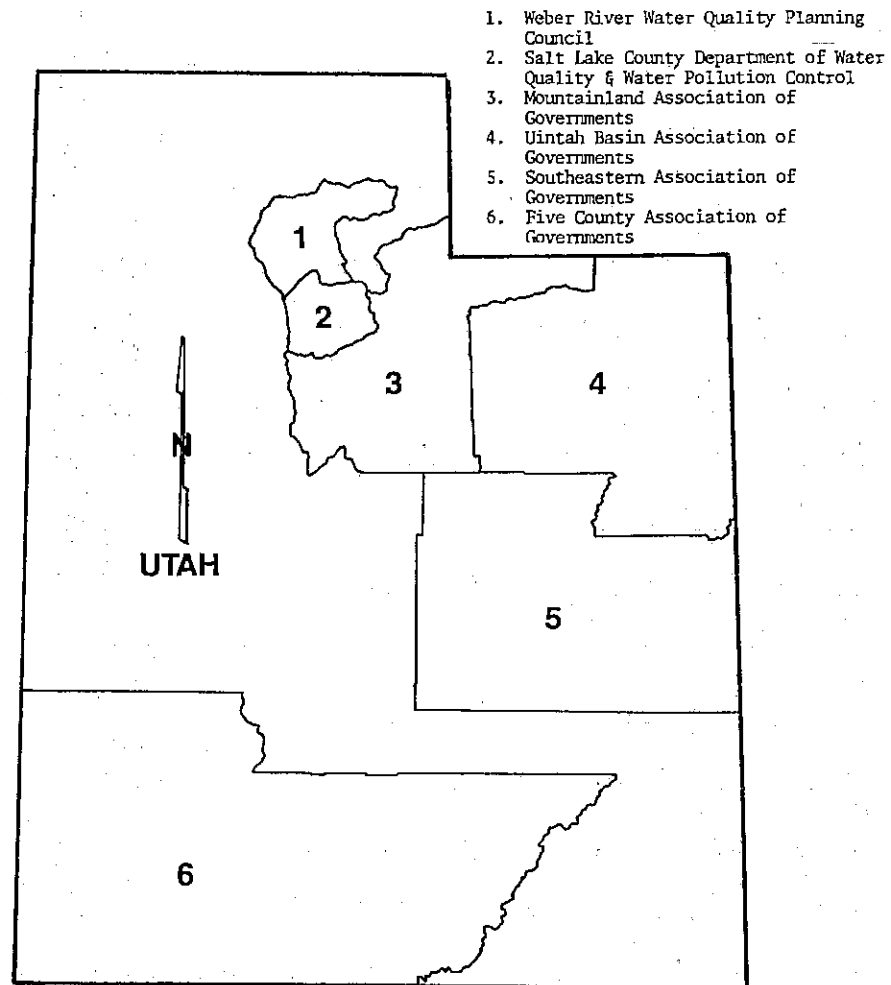 1. Weber River Water Quality Planning
Council
2. Salt Lake County Department of Water
Quality & Water Pollution Control
3. Mountainland Association of
Governments
4. Uintah Basin Association of
Governments
5. Southeastern Association of
Governments
6. Five County Association of
Governments
1
2
3
4
N
UTAH
5
6